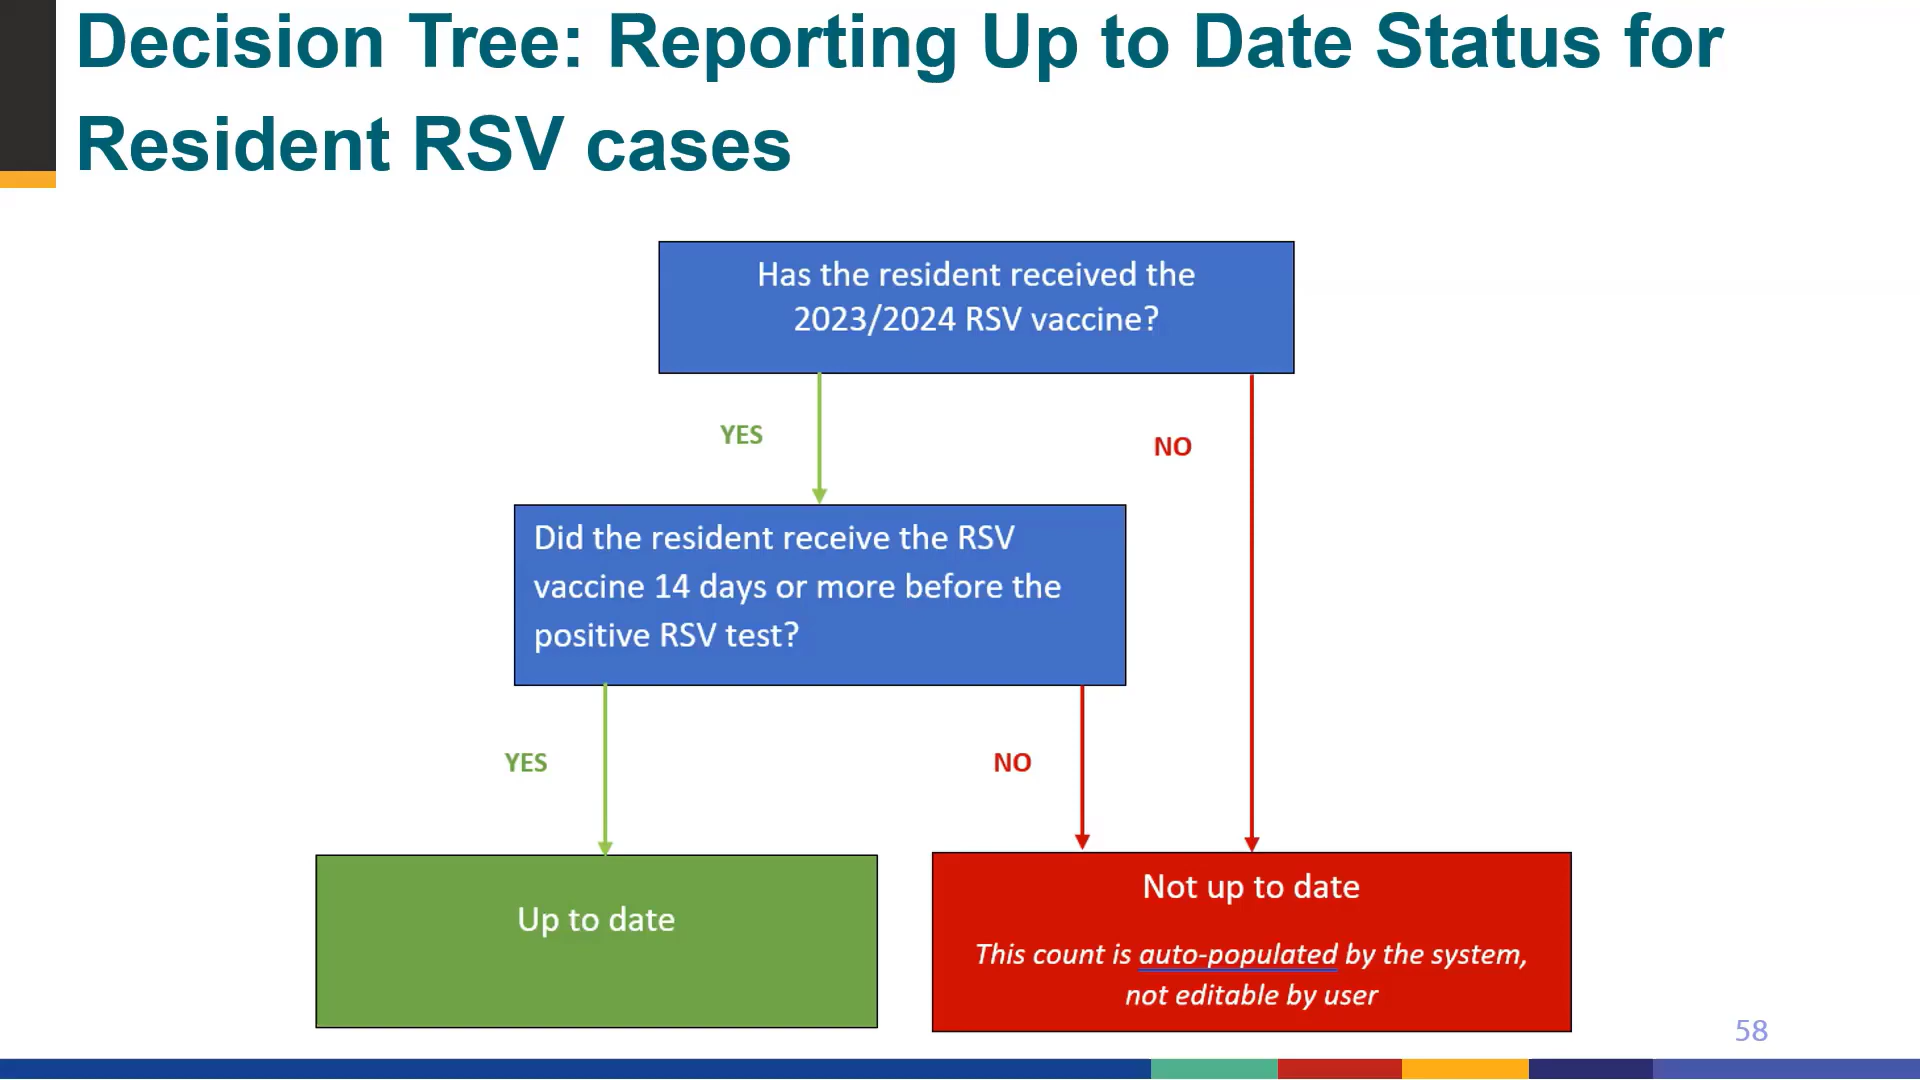 Decision Tree: Reporting Up to Date Status for
Resident RSV cases
Has the resident received the
2023/2024 RSV vaccine?
YES
NO
Did the resident receive the RSV
vaccine 14 days or more before the
positive RSV test?
YES
NO
Up to date
Not up to date
This count is auto-populated by the system,
not editable by user
58